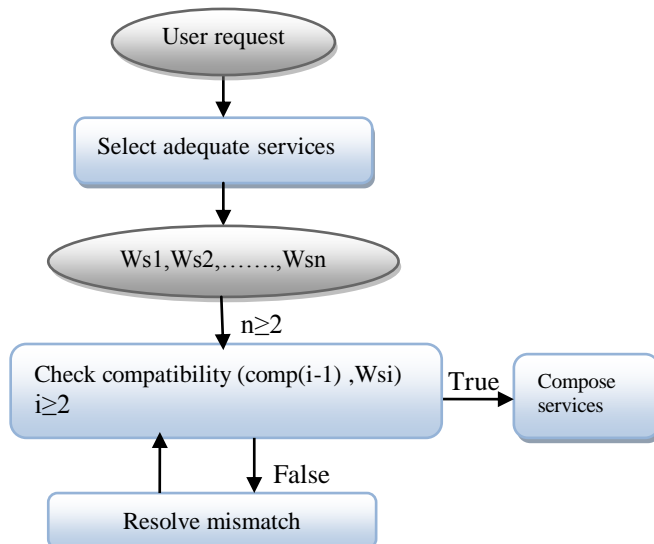 User request
Select adequate services
Ws1,Ws2,…….,Wsn
n≥2
Check compatibility (comp(i-1) ,Wsi)
i≥2
True
Compose
services
False
Resolve mismatch